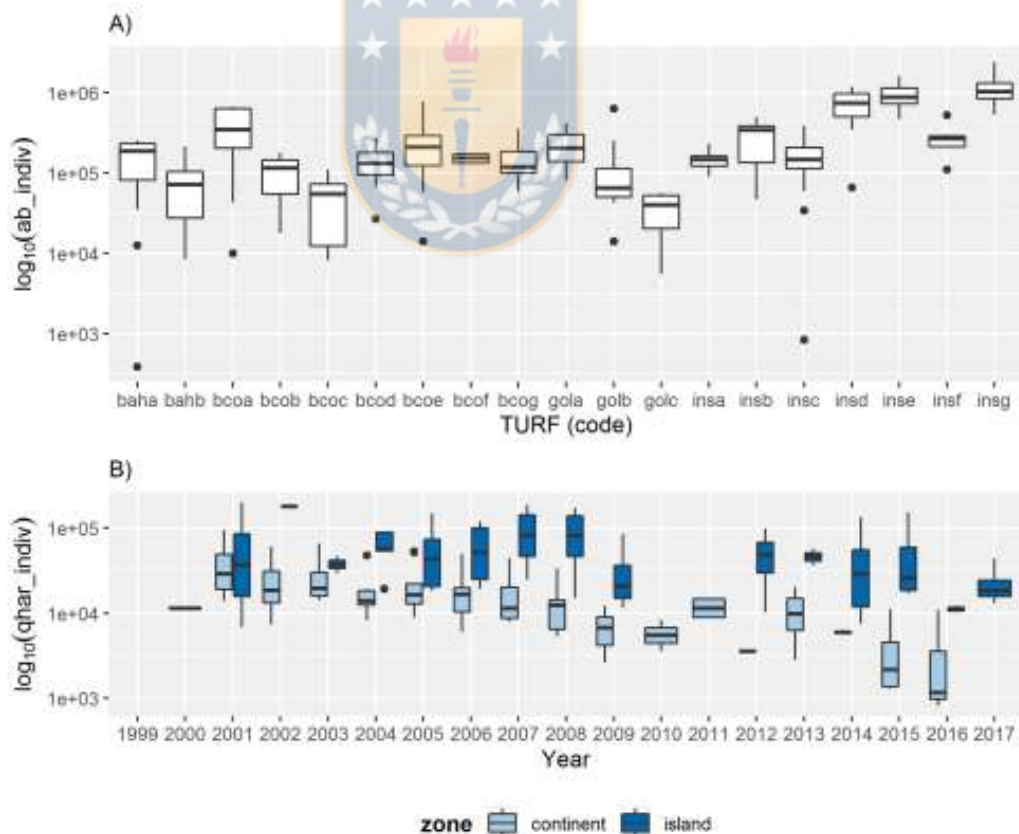 A)
log10(ab_indiv)
1e+06
1e+05
1e+04
1e+03
baha bahb bcoa bcob bcoc bcod bcoe bcof bcog gola golb golc insa insb insc insd inse insf insg
TURF (code)
B)
log10(qhar_indiv)
1e+05
1e+04
1e+03
1999 2000 2001 2002 2003 2004 2005 2006 2007 2008 2009 2010 2011 2012 2013 2014 2015 2016 2017
Year
zone continent island